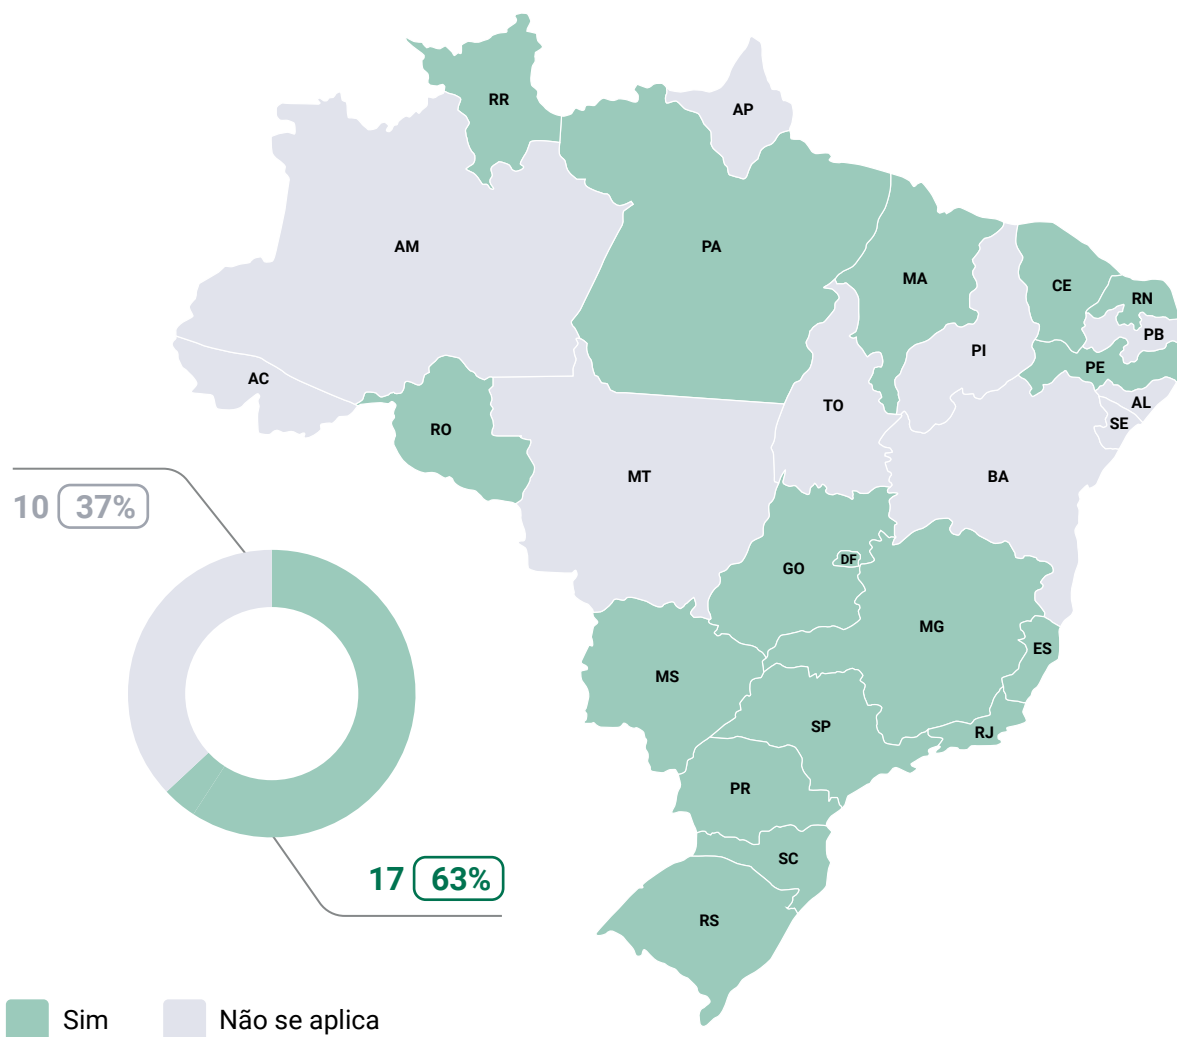 RR
AP
AM
PA
MA
CE
RN
PB
PI
PE
AC
AL
TO
SE
RO
MT
BA
10 37%
GO
DF
MG
ES
MS
SP
RJ
PR
SC
17 63%
RS
Sim
Não se aplica